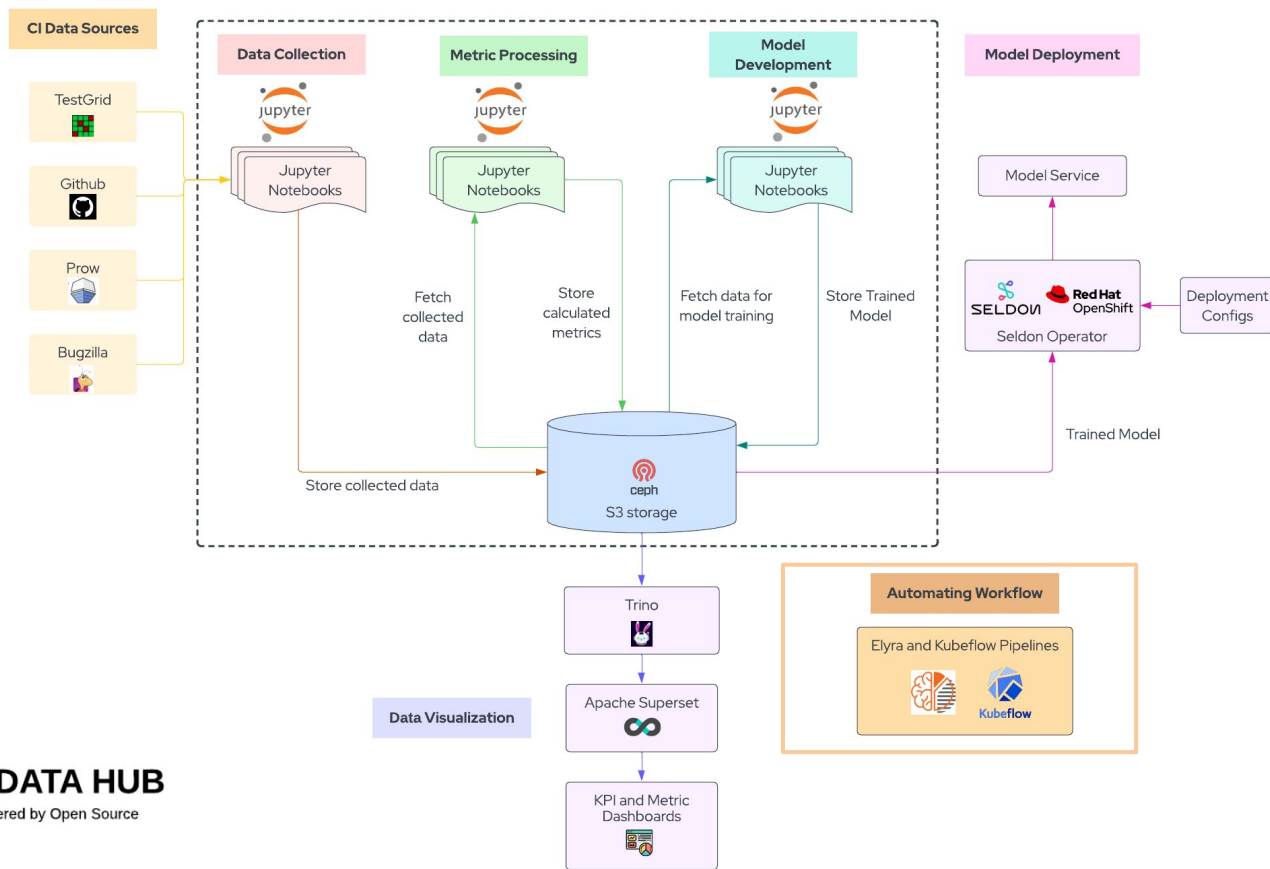 CI Data Sources
TestGrid
Github
Prow
Bugzilla
Data Collection
jupyter
Jupyter
Notebooks
Metric Processing
jupyter
Jupyter
Notebooks
Model
Development
jupyter
Jupyter
Notebooks
Fetch
collected
data
Store
calculated
metrics
Fetch data for
model training
Store Trained
Model
Store collected data
ceph
S3 storage
Model Deployment
Model Service
SELDON
Red Hat
OpenShift
Seldon Operator
Deployment
Configs
Trained Model
Trino
Data Visualization
Apache Superset
KPI and Metric
Dashboards
Automating Workflow
Elyra and Kubeflow Pipelines
Kubeflow
DATA HUB
ered by Open Source